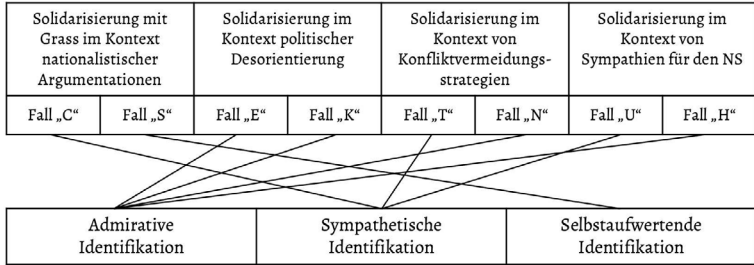 Solidarisierung mit
Grass im Kontext
nationalistischer
Argumentationen
Solidarisierung im
Kontext politischer
Desorientierung
Solidarisierung im
Kontext von
Konfliktvermeidungs-
strategien
Solidarisierung im
Kontext von
Sympathien für den NS
Fall „C“
Fall „S“
Fall „E“
Fall „K“
Fall „T“
Fall „N“
Fall „U“
Fall „H“
Admirative
Identifikation
Sympathetische
Identifikation
Selbstaufwertende
Identifikation